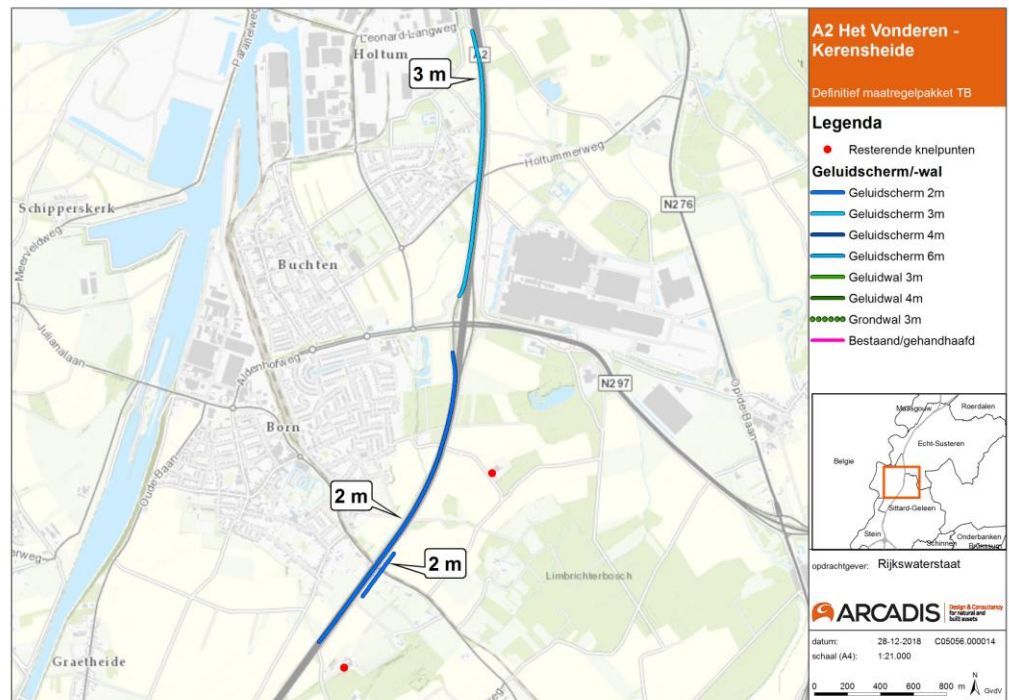 Leonard-Langweg
Paralelweg
Holtum
A2
3 m
Holtummerweg
N276
Schipperskerk
Meerveldweg
Buchten
Julianalaan
Aldenhofweg
N297
Op de Baan
Born
Oude Baan
2 m
2 m
erweg
Limbrichterbosch
Graetheide
A2 Het Vonderen -
Kerensheide
Definitief maatregelpakket TB
Legenda
Resterende knelpunten
Geluidscherm/-wal
Geluidscherm 2m
Geluidscherm 3m
Geluidscherm 4m
Geluidscherm 6m
Geluidwal 3m
Geluidwal 4m
Grondwal 3m
Bestaand/gehandhaafd
Maasgouw
Roerdalen
Echt-Susteren
Belgie
Sittard-Geleen
Stein
Schinnen
Onderbanken
opdrachtgever: Rijkswaterstaat
ARCADIS
Design & Consultancy
for natural and
built assets
datum: 28-12-2018 C05056.000014
schaal (A4): 1:21.000
0 200 400 600 800 m
N
GvdV